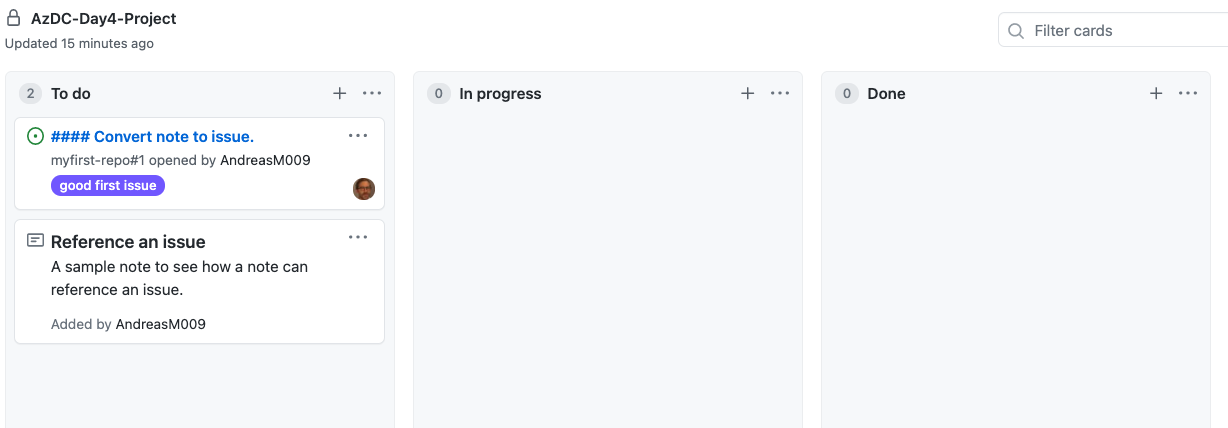 AzDC-Day4-Project
Updated 15 minutes ago
Filter cards
2 To do
#### Convert note to issue.
myfirst-repo#1 opened by AndreasM009
good first issue
Reference an issue
A sample note to see how a note can
reference an issue.
Added by AndreasM009
0 In progress
0 Done